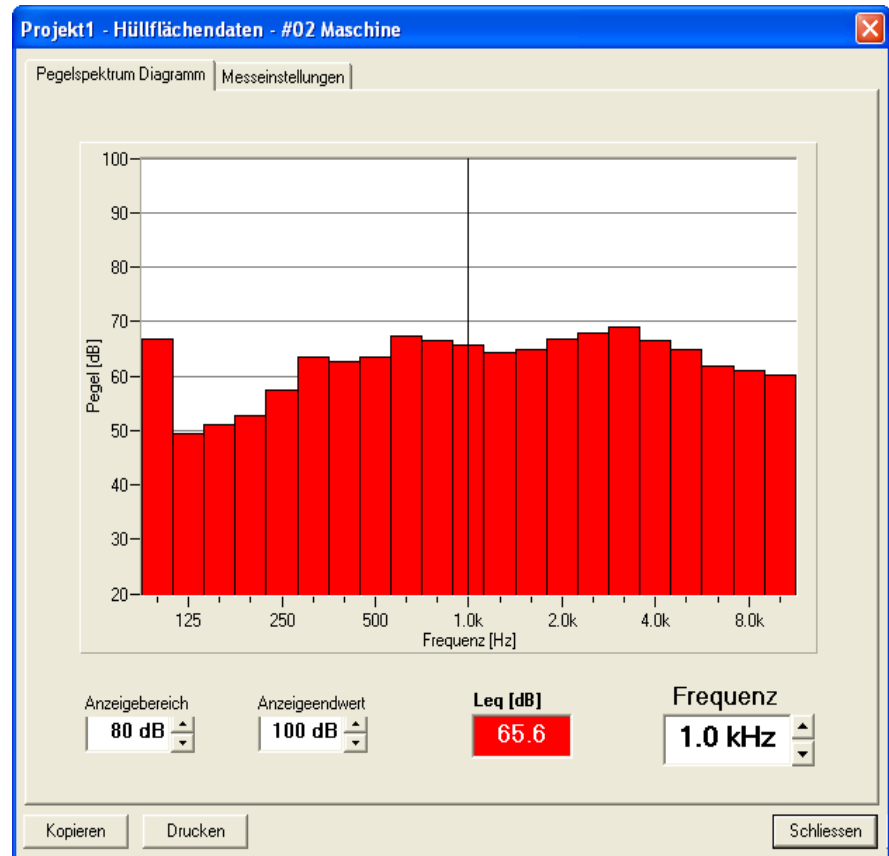 Projekt1 - Hüllflächendaten - #02 Maschine
Pegelspektrum Diagramm
Messeinstellungen
100
90
80
70
60
50
40
30
20
Pegel [dB]
125 250 500 1.0k 2.0k 4.0k 8.0k
Frequenz [Hz]
Anzeigebereich
80 dB
Anzeigeendwert
100 dB
Leq [dB]
65.6
Frequenz
1.0 kHz
Kopieren
Drucken
Schliessen